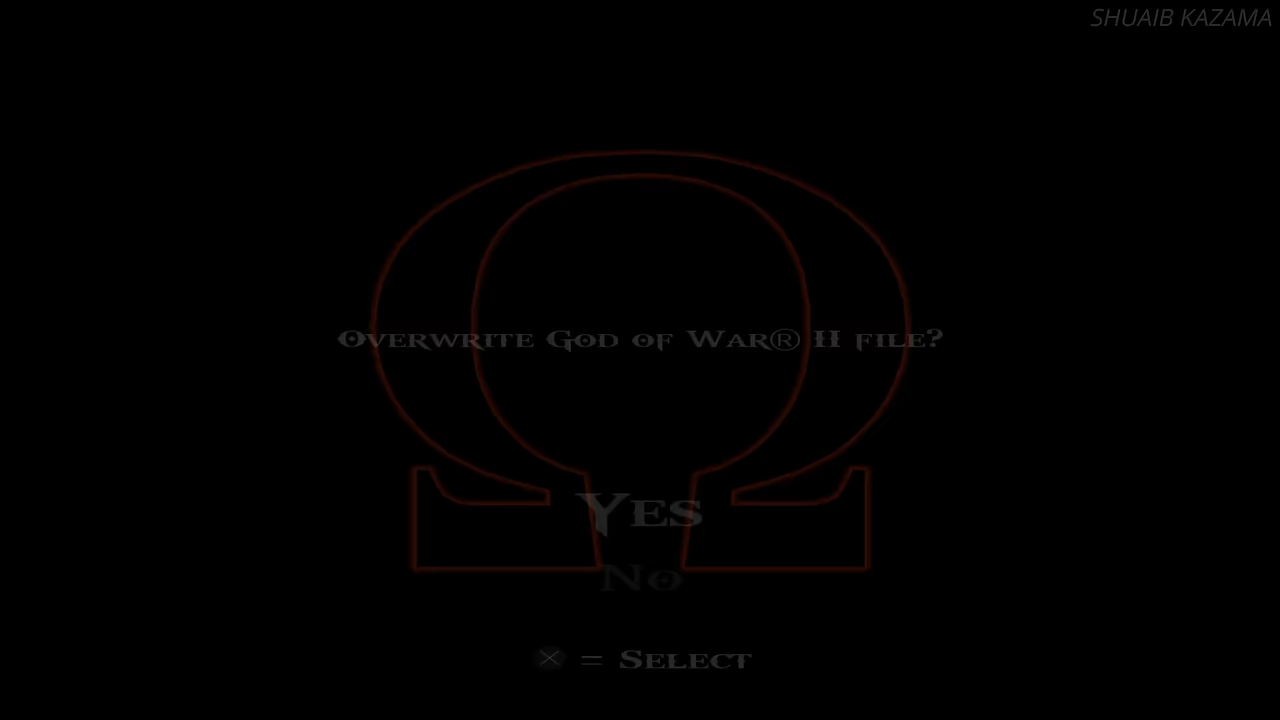 SHUAIB KAZAMA
Overwrite God of War® II file?
Yes
No
= Select